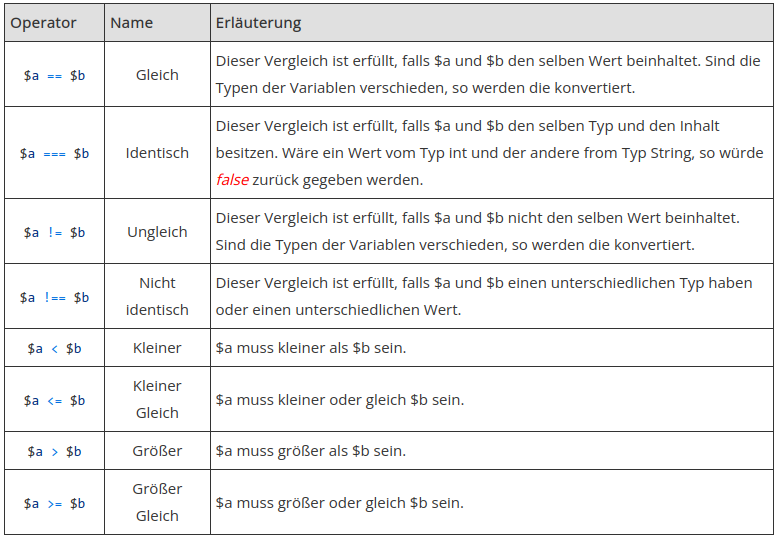 Operator Name Erläuterung
$a == $b Gleich Dieser Vergleich ist erfüllt, falls $a und $b den selben Wert beinhaltet. Sind die
Typen der Variablen verschieden, so werden die konvertiert.
Dieser Vergleich ist erfüllt, falls $a und $b den selben Typ und den Inhalt
$a === $b Identisch besitzen. Wäre ein Wert vom Typ int und der andere from Typ String, so würde
false zurück gegeben werden.
$a != $b Ungleich Dieser Vergleich ist erfüllt, falls $a und $b nicht den selben Wert beinhaltet.
Sind die Typen der Variablen verschieden, so werden die konvertiert.
$a !== $b Nicht Dieser Vergleich ist erfüllt, falls $a und $b einen unterschiedlichen Typ haben
identisch oder einen unterschiedlichen Wert.
$a < $b Kleiner $a muss kleiner als $b sein.
$a <= $b Kleiner $a muss kleiner oder gleich $b sein.
Gleich
$a > $b Größer $a muss größer als $b sein.
$a >= $b Größer $a muss größer oder gleich $b sein.
Gleich